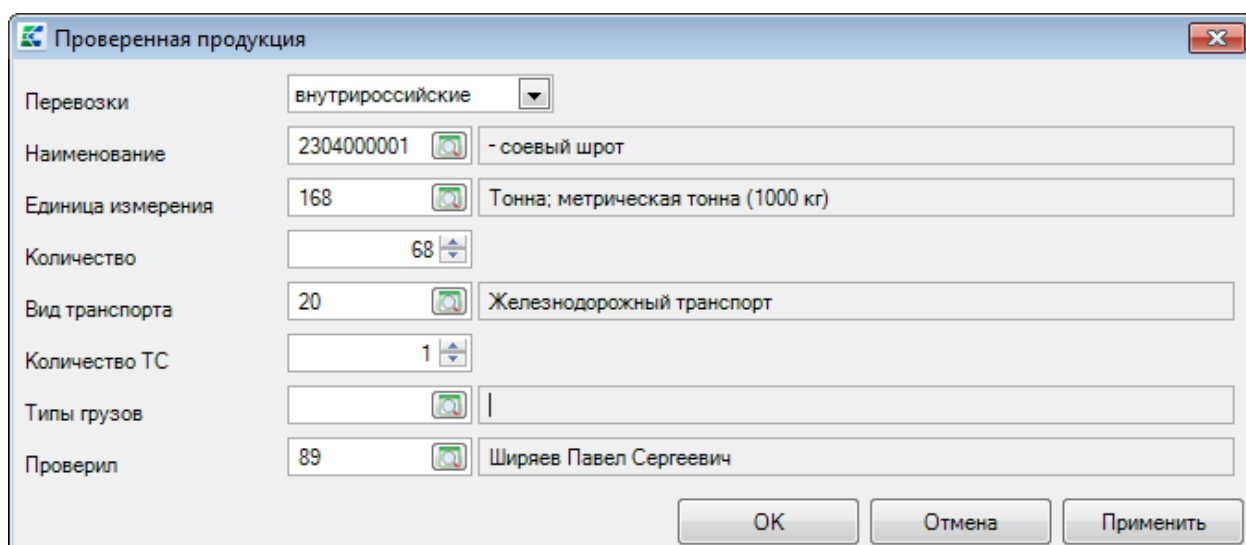 Проверенная продукция
Перевозки внутрироссийские
Наименование 2304000001 - соевый шрот
Единица измерения 168 Тонна; метрическая тонна (1000 кг)
Количество 68
Вид транспорта 20 Железнодорожный транспорт
Количество ТС 1
Типы грузов
Проверил 89 Ширяев Павел Сергеевич
OK Отмена Применить